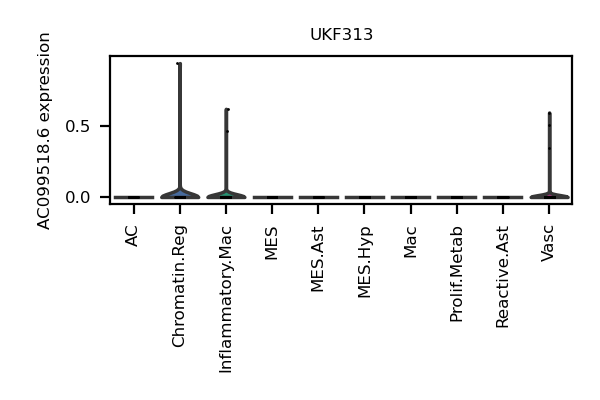 UKF313
AC099518.6 expression
0.5
0.0
AC
Chromatin.Reg
Inflammatory.Mac
MES
MES.Ast
MES.Hyp
Mac
Prolif.Metab
Reactive.Ast
Vasc